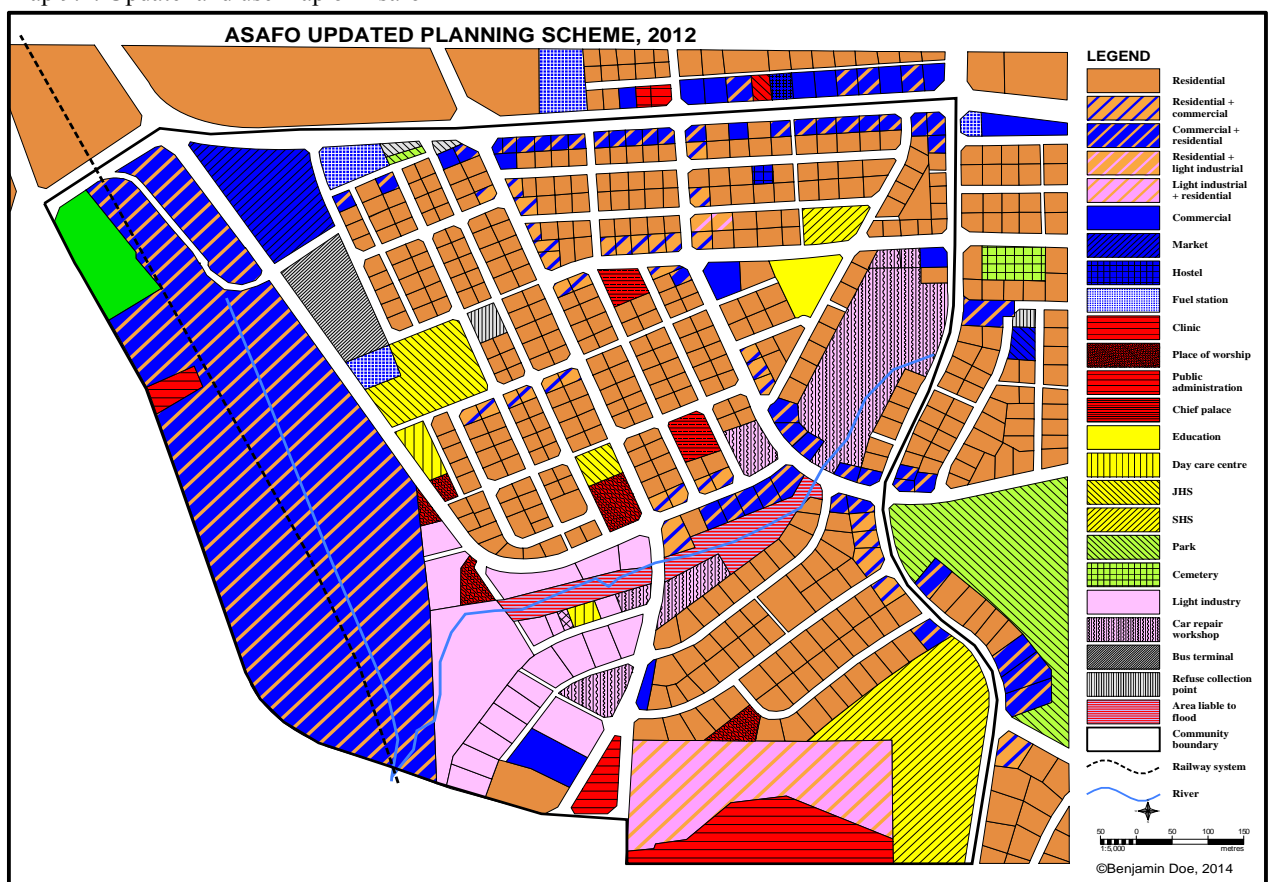 ASAFO UPDATED PLANNING SCHEME, 2012
LEGEND
Residential
Residential +
commercial
Commercial +
residential
Residential +
light industrial
Light industrial
+ residential
Commercial
Market
Hostel
Fuel station
Clinic
Place of worship
Public
administration
Chief palace
Education
Day care centre
JHS
SHS
Park
Cemetery
Light industry
Car repair
workshop
Bus terminal
Refuse collection
point
Area liable to
flood
Community
boundary
Railway system
River
50 0 50 100 150
1:5,000 metres
©Benjamin Doe, 2014